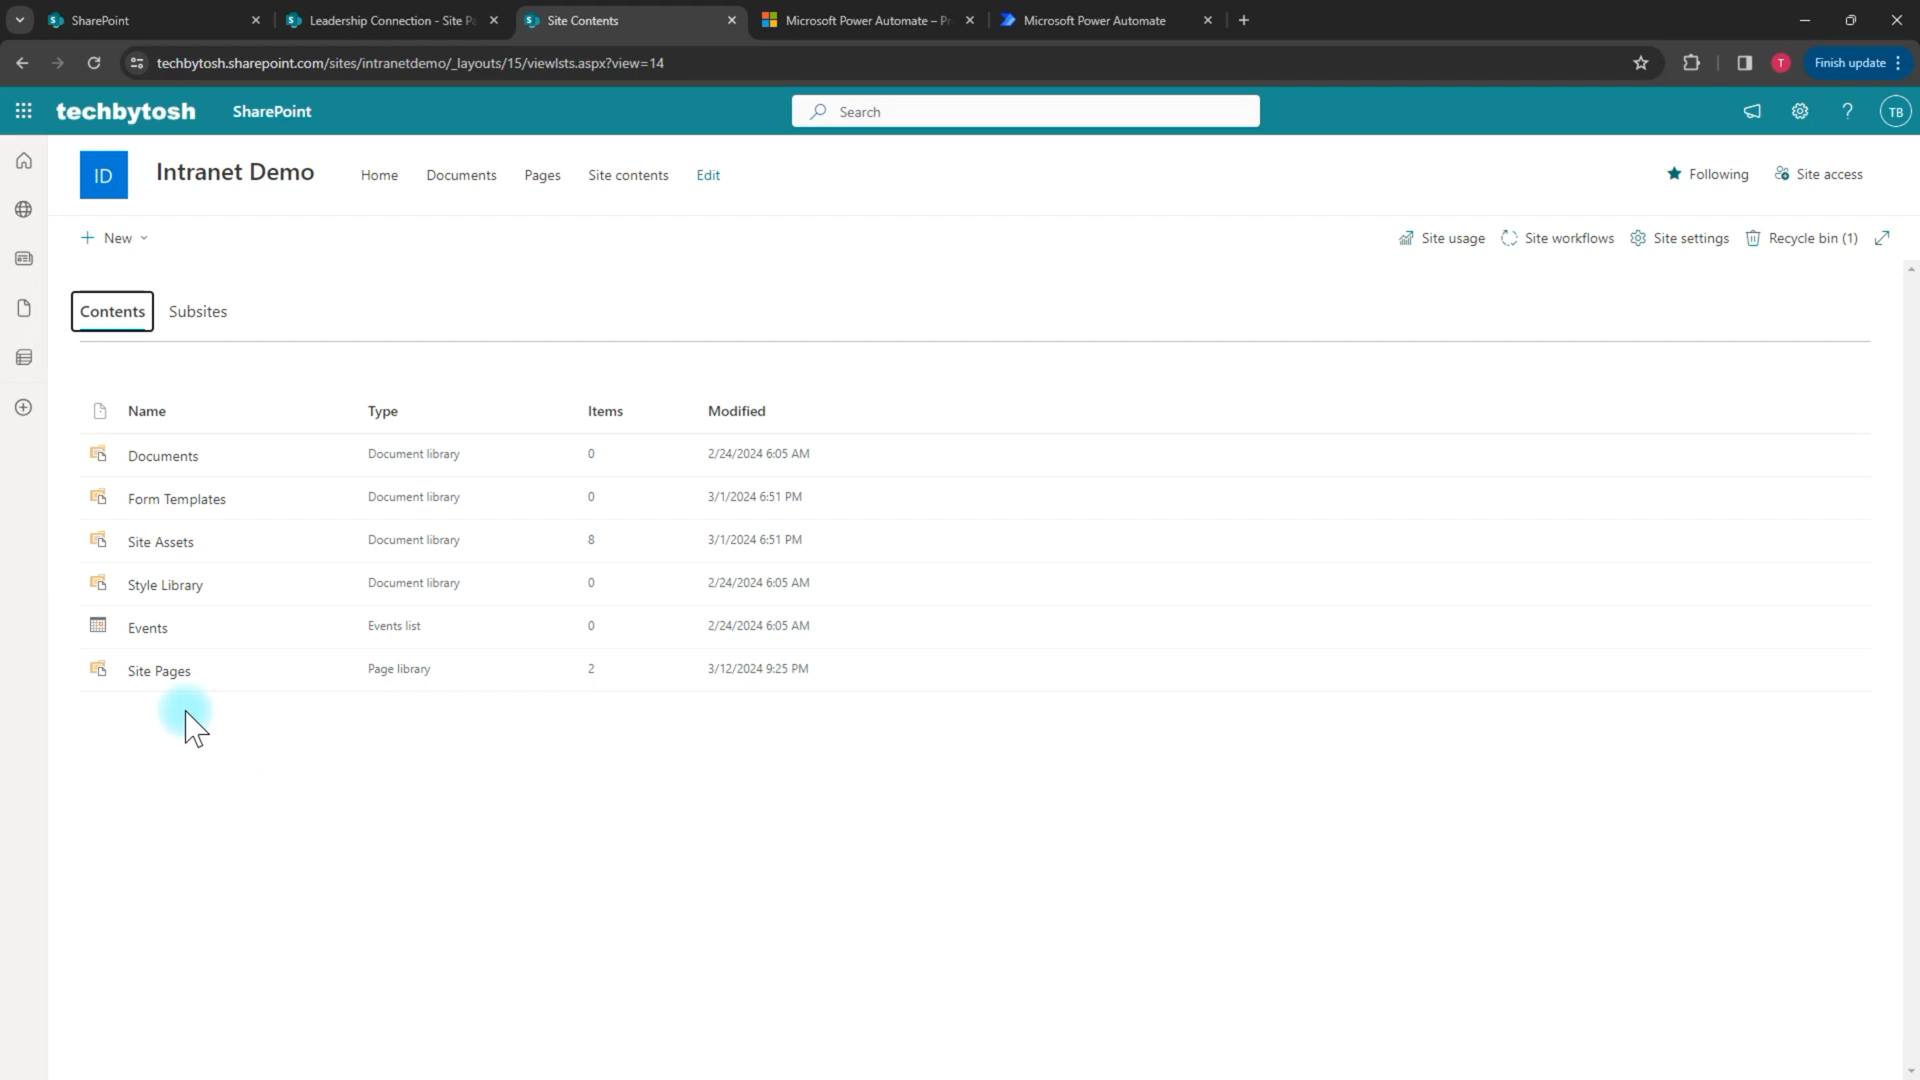 SharePoint
Leadership Connection - Site Pa
Site Contents
Microsoft Power Automate – Pr
Microsoft Power Automate
techbytosh.sharepoint.com/sites/intranetdemo/_layouts/15/viewlsts.aspx?view=14
T
Finish update
techbytosh
SharePoint
Search
TB
ID
Intranet Demo
Home
Documents
Pages
Site contents
Edit
Following
Site access
New
Site usage
Site workflows
Site settings
Recycle bin (1)
Contents
Subsites
Name Type Items Modified
Documents Document library 0 2/24/2024 6:05 AM
Form Templates Document library 0 3/1/2024 6:51 PM
Site Assets Document library 8 3/1/2024 6:51 PM
Style Library Document library 0 2/24/2024 6:05 AM
Events Events list 0 2/24/2024 6:05 AM
Site Pages Page library 2 3/12/2024 9:25 PM